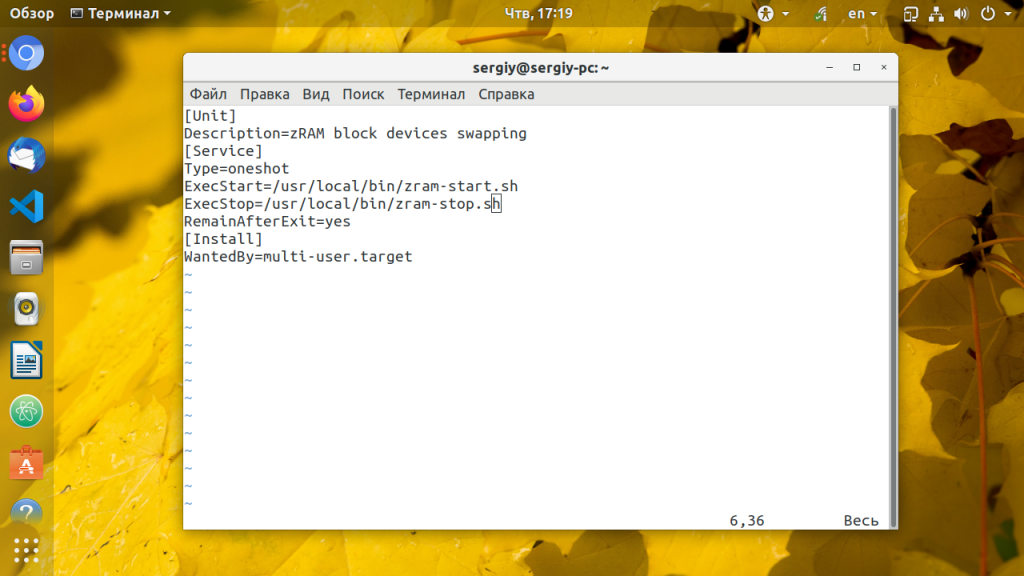 Обзор Терминал Чтв, 17:19 en
sergiy@sergiy-pc: ~
Файл Правка Вид Поиск Терминал Справка
[Unit]
Description=zRAM block devices swapping
[Service]
Type=oneshot
ExecStart=/usr/local/bin/zram-start.sh
ExecStop=/usr/local/bin/zram-stop.sh
RemainAfterExit=yes
[Install]
WantedBy=multi-user.target
~
~
~
~
~
~
~
~
~
~
~
~
~
~
6,36 Весь